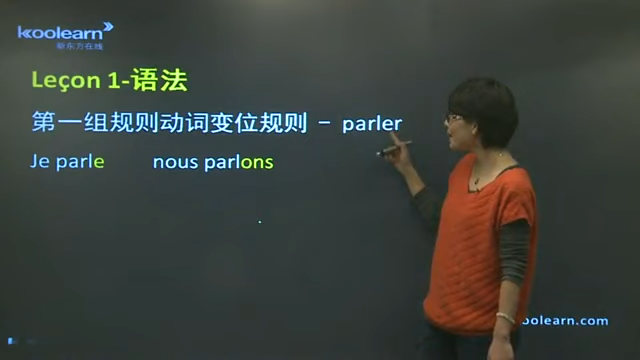 koolearn
新东方在线
Leçon 1-语法
第一组规则动词变位规则 – parler
Je parle nous parlons
oolearn.com